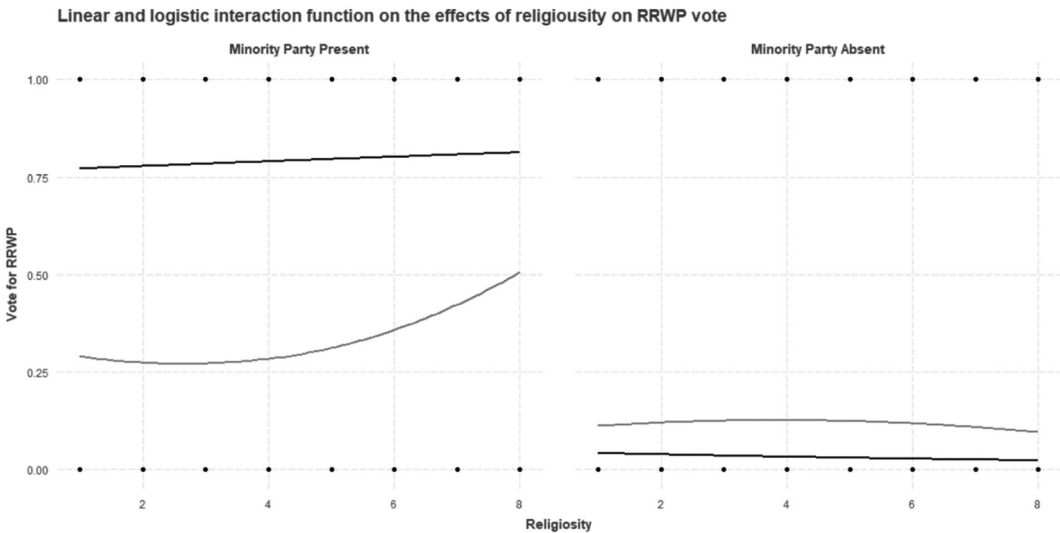 Linear and logistic interaction function on the effects of religiousity on RRWP vote
Minority Party Present
Minority Party Absent
1.00
0.75
0.50
0.25
0.00
Vote for RRWP
2 4 6 8
2 4 6 8
Religiosity